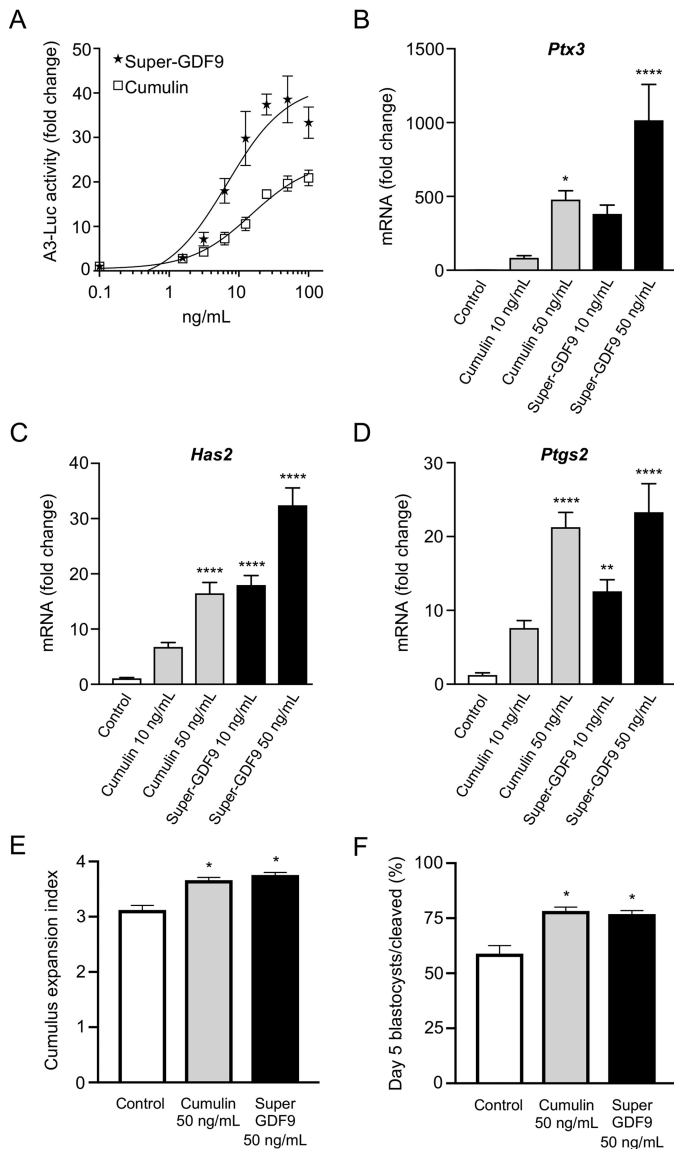 A
A3-Luc activity (fold change)
50
40
30
20
10
0
★Super-GDF9
□Cumulin
0.1
1
10
100
ng/mL
B
Ptx3
mRNA (fold change)
1500
1000
500
0
*
****
Control
Cumulin 10 ng/mL
Cumulin 50 ng/mL
Super-GDF9 10 ng/mL
Super-GDF9 50 ng/mL
C
Has2
mRNA (fold change)
40
30
20
10
0
****
****
****
Control
Cumulin 10 ng/mL
Cumulin 50 ng/mL
Super-GDF9 10 ng/mL
Super-GDF9 50 ng/mL
D
Ptgs2
mRNA (fold change)
30
20
10
0
****
**
****
Control
Cumulin 10 ng/mL
Cumulin 50 ng/mL
Super-GDF9 10 ng/mL
Super-GDF9 50 ng/mL
E
Cumulus expansion index
4
3
2
1
0
*
*
Control
Cumulin
50 ng/mL
Super
GDF9
50 ng/mL
F
Day 5 blastocysts/cleaved (%)
100
75
50
25
0
*
*
Control
Cumulin
50 ng/mL
Super
GDF9
50 ng/mL